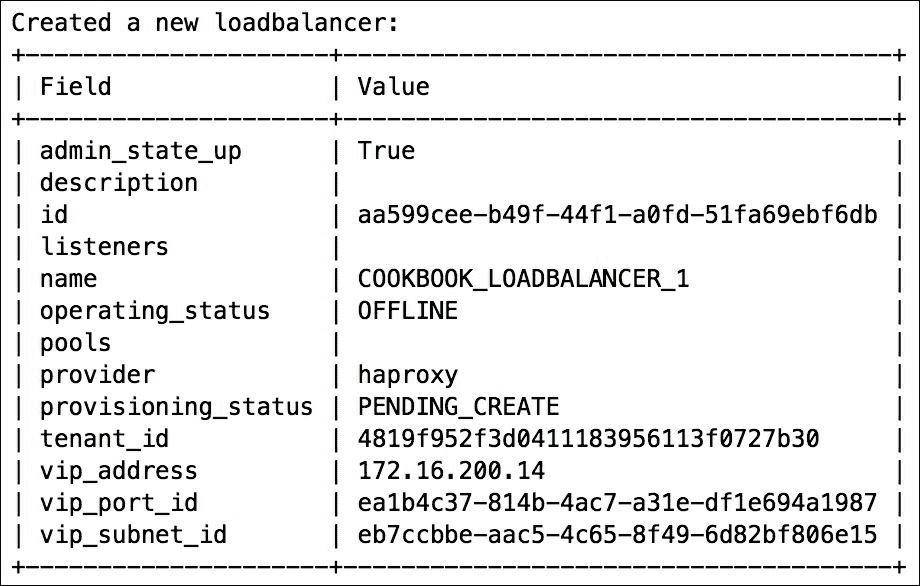 Created a new loadbalancer:
+----------------------+---------------------------------------+
| Field | Value |
+----------------------+---------------------------------------+
| admin_state_up | True |
| description | |
| id | aa599cee-b49f-44f1-a0fd-51fa69ebf6db |
| listeners | |
| name | COOKBOOK_LOADBALANCER_1 |
| operating_status | OFFLINE |
| pools | |
| provider | haproxy |
| provisioning_status | PENDING_CREATE |
| tenant_id | 4819f952f3d0411183956113f0727b30 |
| vip_address | 172.16.200.14 |
| vip_port_id | ea1b4c37-814b-4ac7-a31e-df1e694a1987 |
| vip_subnet_id | eb7ccbbe-aac5-4c65-8f49-6d82bf806e15 |
+----------------------+---------------------------------------+